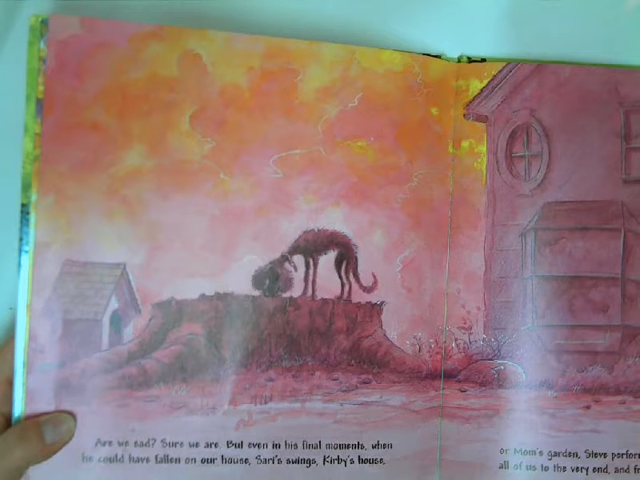 Are we sad? Sure we are. But even in his final moments, when
he could have fallen on our house, Sari's swings, Kirby's house,
or Mom's garden, Steve
all of us to the very end, and